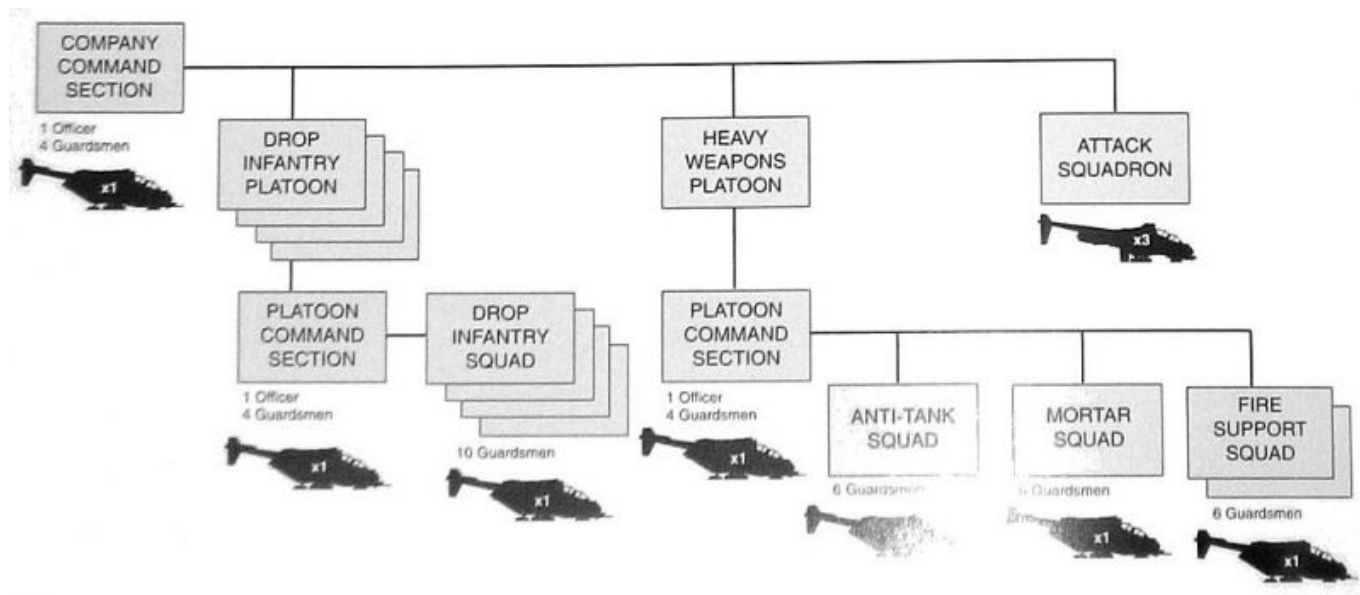 COMPANY
COMMAND
SECTION
1 Officer
4 Guardsmen
x1
DROP
INFANTRY
PLATOON
HEAVY
WEAPONS
PLATOON
ATTACK
SQUADRON
x3
PLATOON
COMMAND
SECTION
1 Officer
4 Guardsmen
x1
DROP
INFANTRY
SQUAD
10 Guardsmen
x1
PLATOON
COMMAND
SECTION
1 Officer
4 Guardsmen
x1
ANTI-TANK
SQUAD
6 Guardsmen
MORTAR
SQUAD
6 Guardsmen
x1
FIRE
SUPPORT
SQUAD
6 Guardsmen
x1